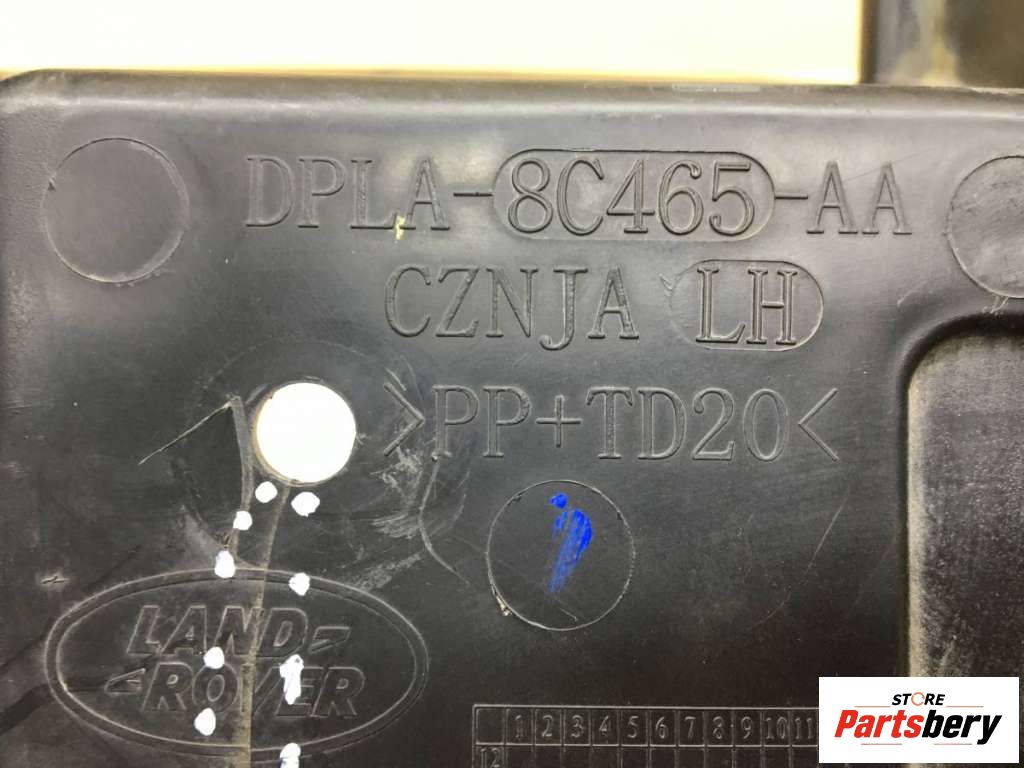 DPLA-8C465-AA
CZNJA LH
>PP+TD20<
LAND
ROVER
1 2 3 4 5 6 7 8 9 10 11
12
STORE
Partsbery